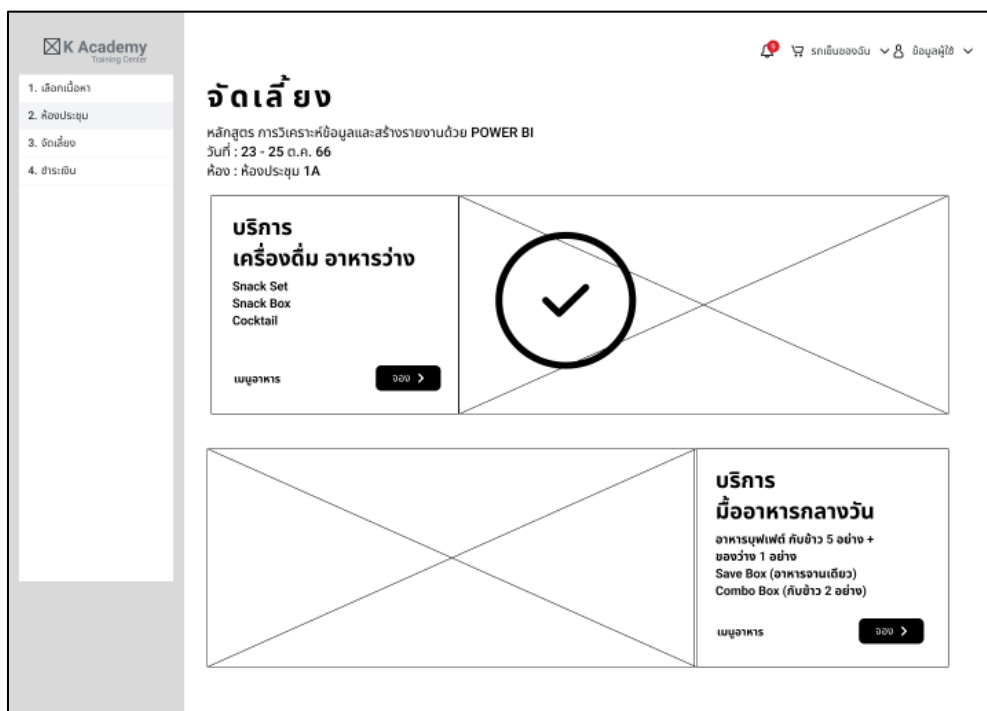 K Academy
Training Center
รถเข็นของฉัน
ข้อมูลผู้ใช้
1. เลือกเนื้อหา
2. ห้องประชุม
3. จัดเลี้ยง
4. ชำระเงิน
จัดเลี้ยง
หลักสูตร การวิเคราะห์ข้อมูลและสร้างรายงานด้วย POWER BI
วันที่ : 23 - 25 ต.ค. 66
ห้อง : ห้องประชุม 1A
บริการ
เครื่องดื่ม อาหารว่าง
Snack Set
Snack Box
Cocktail
เมนูอาหาร
จอง
บริการ
มื้ออาหารกลางวัน
อาหารบุฟเฟต์ กับข้าว 5 อย่าง +
ของว่าง 1 อย่าง
Save Box (อาหารจานเดียว)
Combo Box (กับข้าว 2 อย่าง)
เมนูอาหาร
จอง